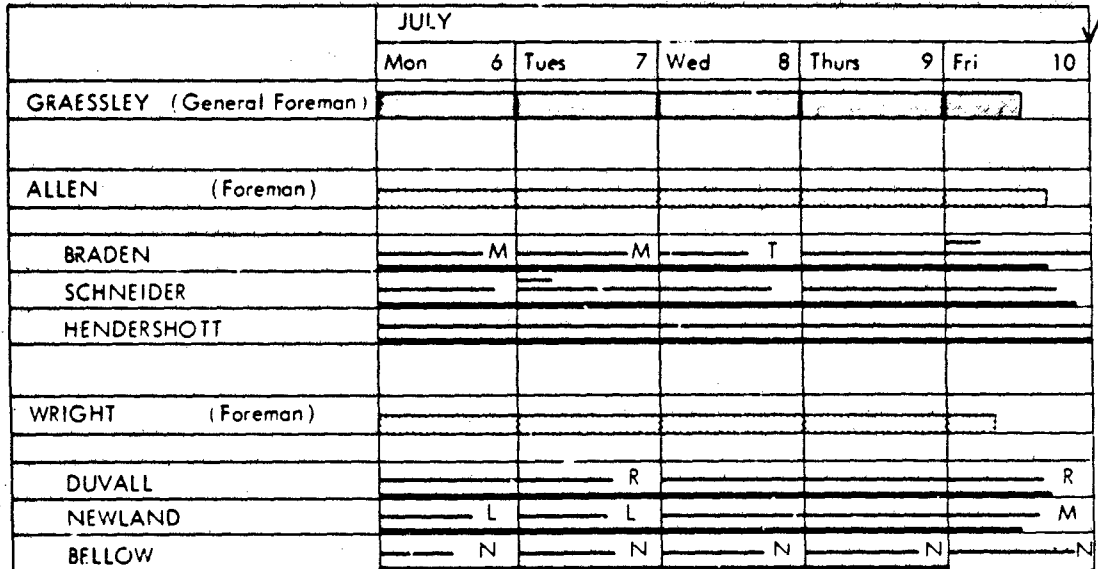 JULY
Mon 6 Tues 7 Wed 8 Thurs 9 Fri 10
GRAESSLEY (General Foreman)
ALLEN (Foreman)
BRADEN M M T
SCHNEIDER
HENDERSHOTT
WRIGHT (Foreman)
DUVALL R R
NEWLAND L L M
BELLOW N N N N N